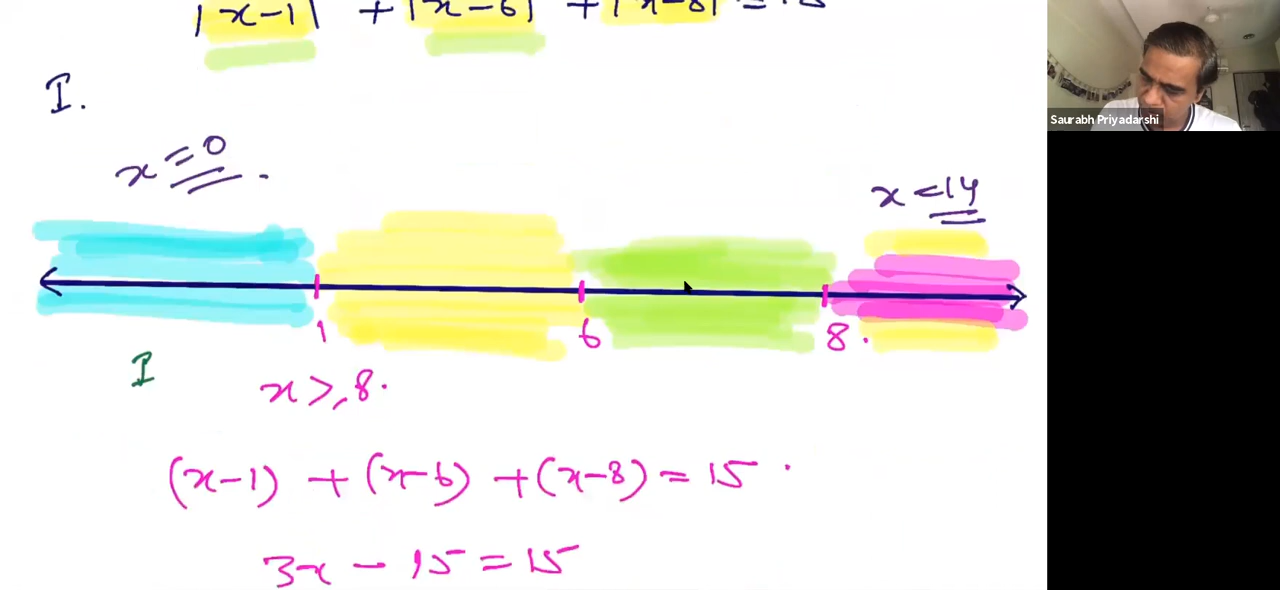 |x-1| + |x-6| + |x-8| = 15
I.
x = 0.
x = 14
1 6 8.
I
x >, 8.
(x-1) + (x-6) + (x-8) = 15.
3x - 15 = 15
Saurabh Priyadarshi